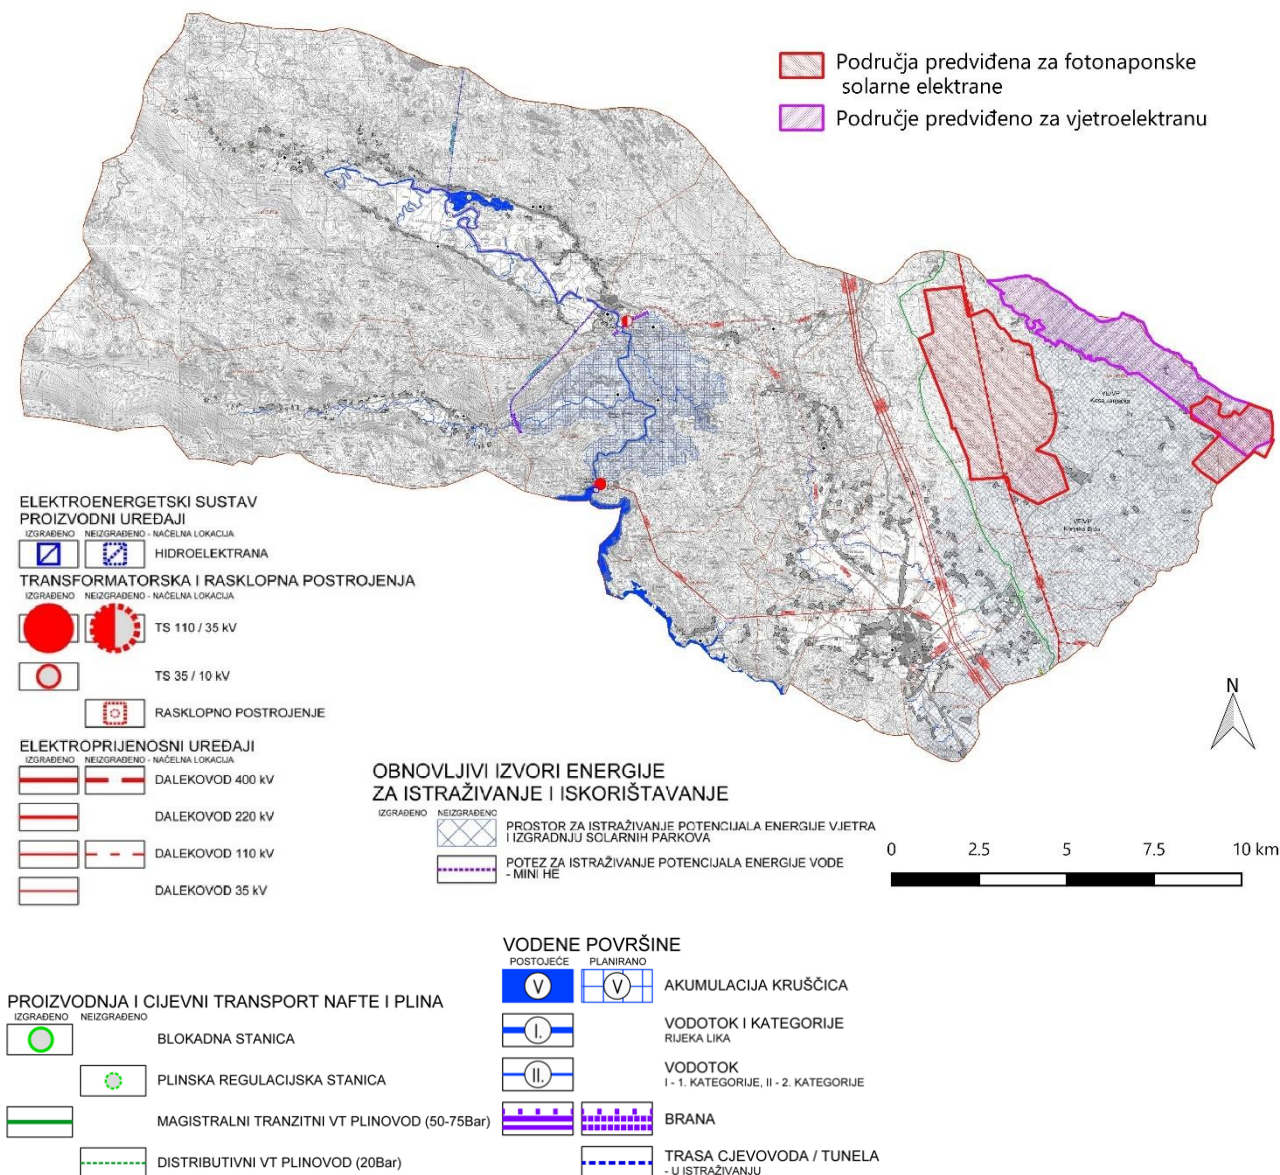 Područja predviđena za fotonaponske
solarne elektrane
Područje predviđeno za vjetroelektranu
N
ELEKTROENERGETSKI SUSTAV
PROIZVODNI UREĐAJI
IZGRAĐENO NEIZGRAĐENO - NAČELNA LOKACIJA
HIDROELEKTRANA
TRANSFORMATORSKA I RASKLOPNA POSTROJENJA
IZGRAĐENO NEIZGRAĐENO - NAČELNA LOKACIJA
TS 110 / 35 kV
TS 35 / 10 kV
RASKLOPNO POSTROJENJE
ELEKTROPRIJENOSNI UREĐAJI
IZGRAĐENO NEIZGRAĐENO - NAČELNA LOKACIJA
DALEKOVOD 400 kV
DALEKOVOD 220 kV
DALEKOVOD 110 kV
DALEKOVOD 35 kV
OBNOVLJIVI IZVORI ENERGIJE
ZA ISTRAŽIVANJE I ISKORIŠTAVANJE
IZGRAĐENO NEIZGRAĐENO
PROSTOR ZA ISTRAŽIVANJE POTENCIJALA ENERGIJE VJETRA
I IZGRADNJU SOLARNIH PARKOVA
POTEZ ZA ISTRAŽIVANJE POTENCIJALA ENERGIJE VODE
- MINI HE
0 2.5 5 7.5 10 km
PROIZVODNJA I CIJEVNI TRANSPORT NAFTE I PLINA
IZGRAĐENO NEIZGRAĐENO
BLOKADNA STANICA
PLINSKA REGULACIJSKA STANICA
MAGISTRALNI TRANZITNI VT PLINOVOD (50-75Bar)
DISTRIBUTIVNI VT PLINOVOD (20Bar)
VODENE POVRŠINE
POSTOJEĆE PLANIRANO
V V AKUMULACIJA KRUŠČICA
I. VODOTOK I KATEGORIJE
RIJEKA LIKA
II. VODOTOK
I - 1. KATEGORIJE, II - 2. KATEGORIJE
BRANA
TRASA CJEVOVODA / TUNELA
- U ISTRAŽIVANJU